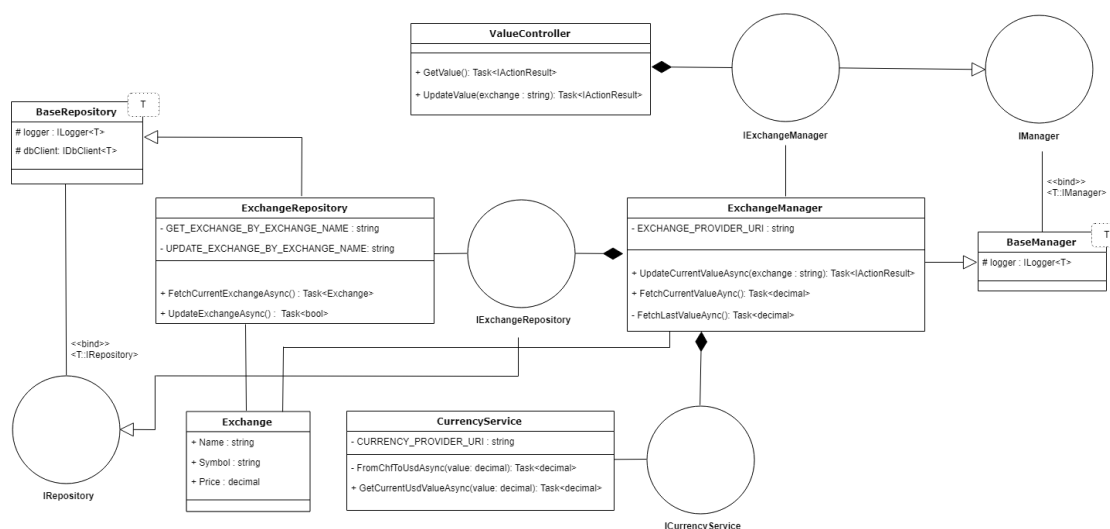 ValueController
+ GetValue(): Task<IActionResult>
+ UpdateValue(exchange : string): Task<IActionResult>
IExchangeManager
IManager
T
BaseRepository
# logger : ILogger<T>
# dbClient: IDbClient<T>
<<bind>>
<T::IManager>
ExchangeRepository
- GET_EXCHANGE_BY_EXCHANGE_NAME : string
- UPDATE_EXCHANGE_BY_EXCHANGE_NAME: string
+ FetchCurrentExchangeAsync() : Task<Exchange>
+ UpdateExchangeAsync() : Task<bool>
IExchangeRepository
ExchangeManager
- EXCHANGE_PROVIDER_URI : string
+ UpdateCurrentValueAsync(exchange : string): Task<IActionResult>
+ FetchCurrentValueAync(): Task<decimal>
- FetchLastValueAync(): Task<decimal>
T
BaseManager
# logger : ILogger<T>
<<bind>>
<T::IRepository>
IRepository
Exchange
+ Name : string
+ Symbol : string
+ Price : decimal
CurrencyService
- CURRENCY_PROVIDER_URI : string
- FromChfToUsdAsync(value: decimal): Task<decimal>
+ GetCurrentUsdValueAsync(value: decimal): Task<decimal>
ICurrencyService